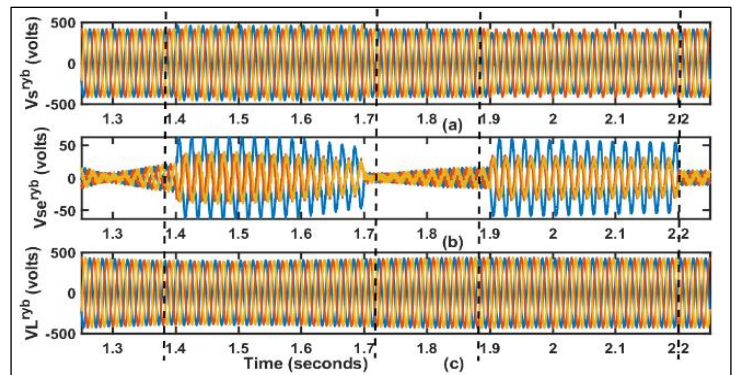 Vs^ryb (volts)
500
0
-500
1.3 1.4 1.5 1.6 1.7 1.8 1.9 2 2.1 2.2
(a)
Vse^ryb (volts)
50
0
-50
1.3 1.4 1.5 1.6 1.7 1.8 1.9 2 2.1 2.2
(b)
VL^ryb (volts)
500
0
-500
1.3 1.4 1.5 1.6 1.7 1.8 1.9 2 2.1 2.2
Time (seconds) (c)